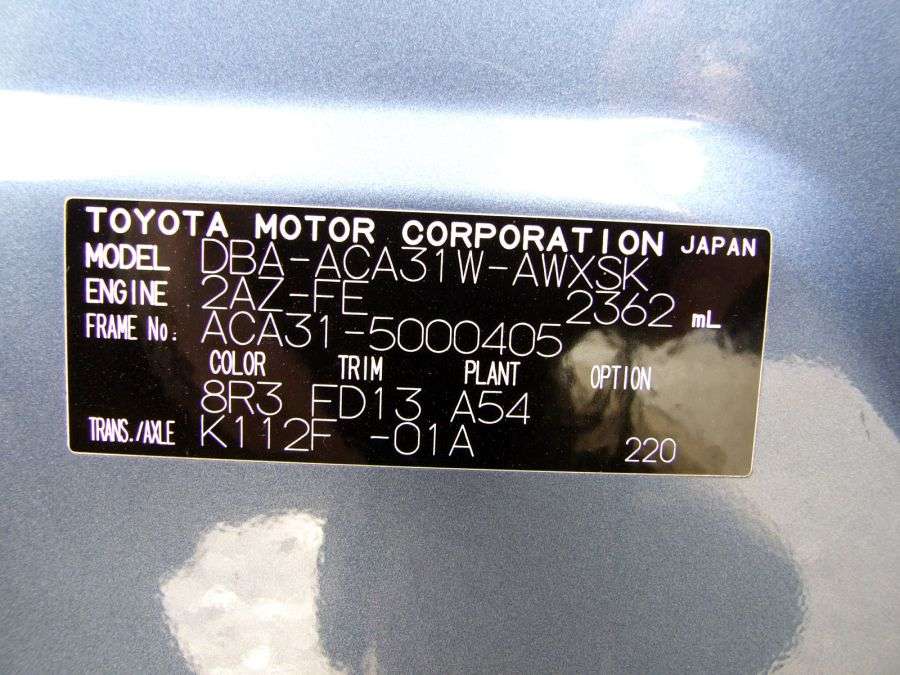 TOYOTA MOTOR CORPORATION JAPAN
MODEL DBA-ACA31W-AWXSK
ENGINE 2AZ-FE 2362 mL
FRAME No. ACA31-5000405
COLOR TRIM PLANT OPTION
8R3 FD13 A54
TRANS./AXLE K112F -01A 220